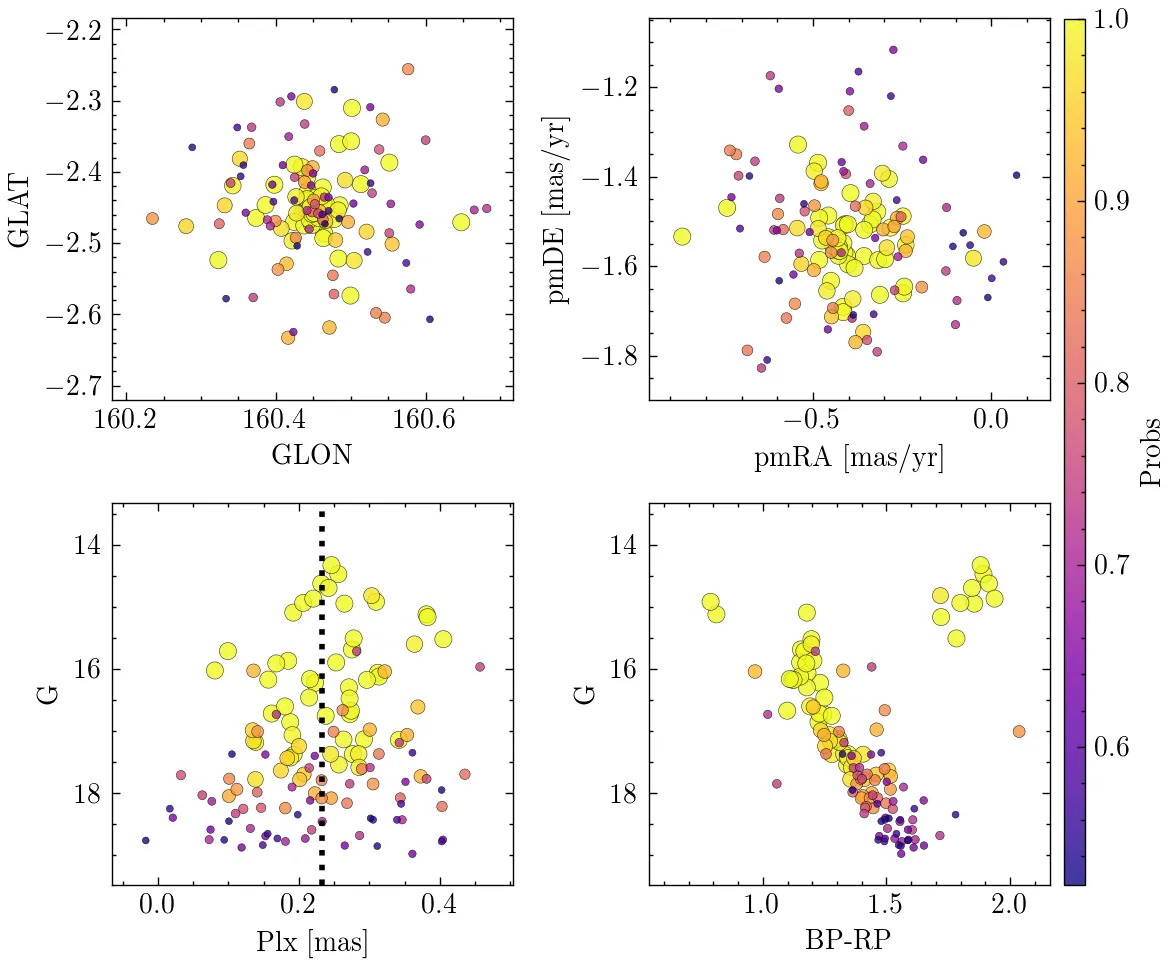 −2.2
−2.3
−2.4
−2.5
−2.6
−2.7
GLAT
160.2 160.4 160.6
GLON
−1.2
−1.4
−1.6
−1.8
pmDE [mas/yr]
−0.5 0.0
pmRA [mas/yr]
14
16
18
G
0.0 0.2 0.4
Plx [mas]
14
16
18
G
1.0 1.5 2.0
BP-RP
1.0
0.9
0.8
0.7
0.6
Probs